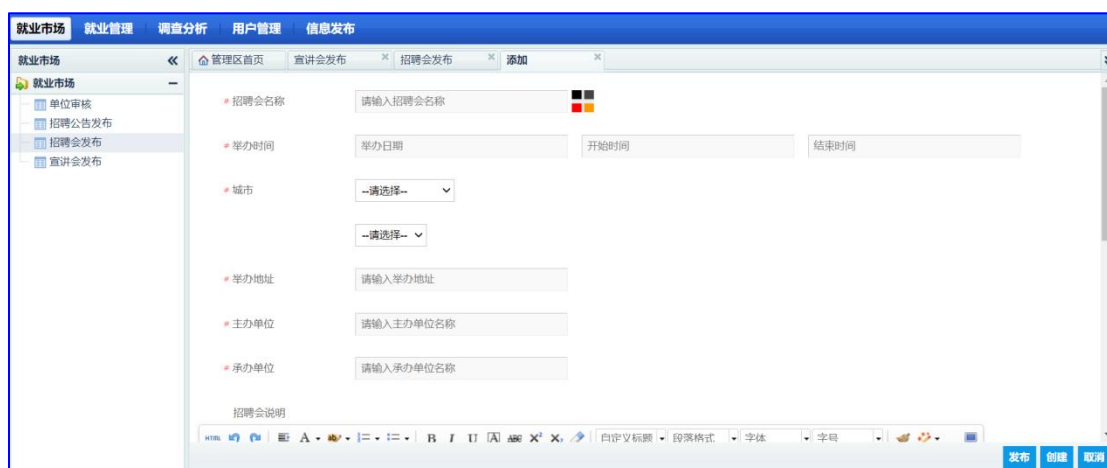 就业市场 就业管理 调查分析 用户管理 信息发布
就业市场 管理区首页 宣讲会发布 招聘会发布 添加
就业市场
单位审核
招聘公告发布
招聘会发布
宣讲会发布
* 招聘会名称 请输入招聘会名称
* 举办时间 举办日期 开始时间 结束时间
* 城市 --请选择--
--请选择--
* 举办地址 请输入举办地址
* 主办单位 请输入主办单位名称
* 承办单位 请输入承办单位名称
招聘会说明
HTML A ab B I U A ABC X² X₂ 自定义标题 段落格式 字体 字号
发布 创建 取消